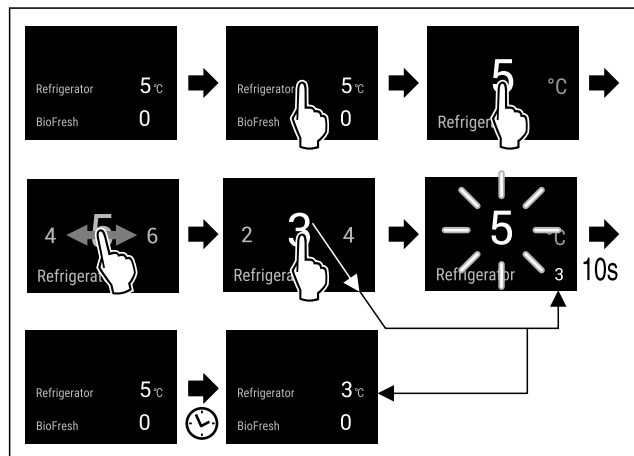 Refrigerator 5 °C
BioFresh 0
Refrigerator 5 °C
BioFresh 0
5 °C
Refriger
4 5 6
Refrigerat
2 3 4
Refrigerat
5 °C
Refrigerator 3
10s
Refrigerator 5 °C
BioFresh 0
Refrigerator 3 °C
BioFresh 0